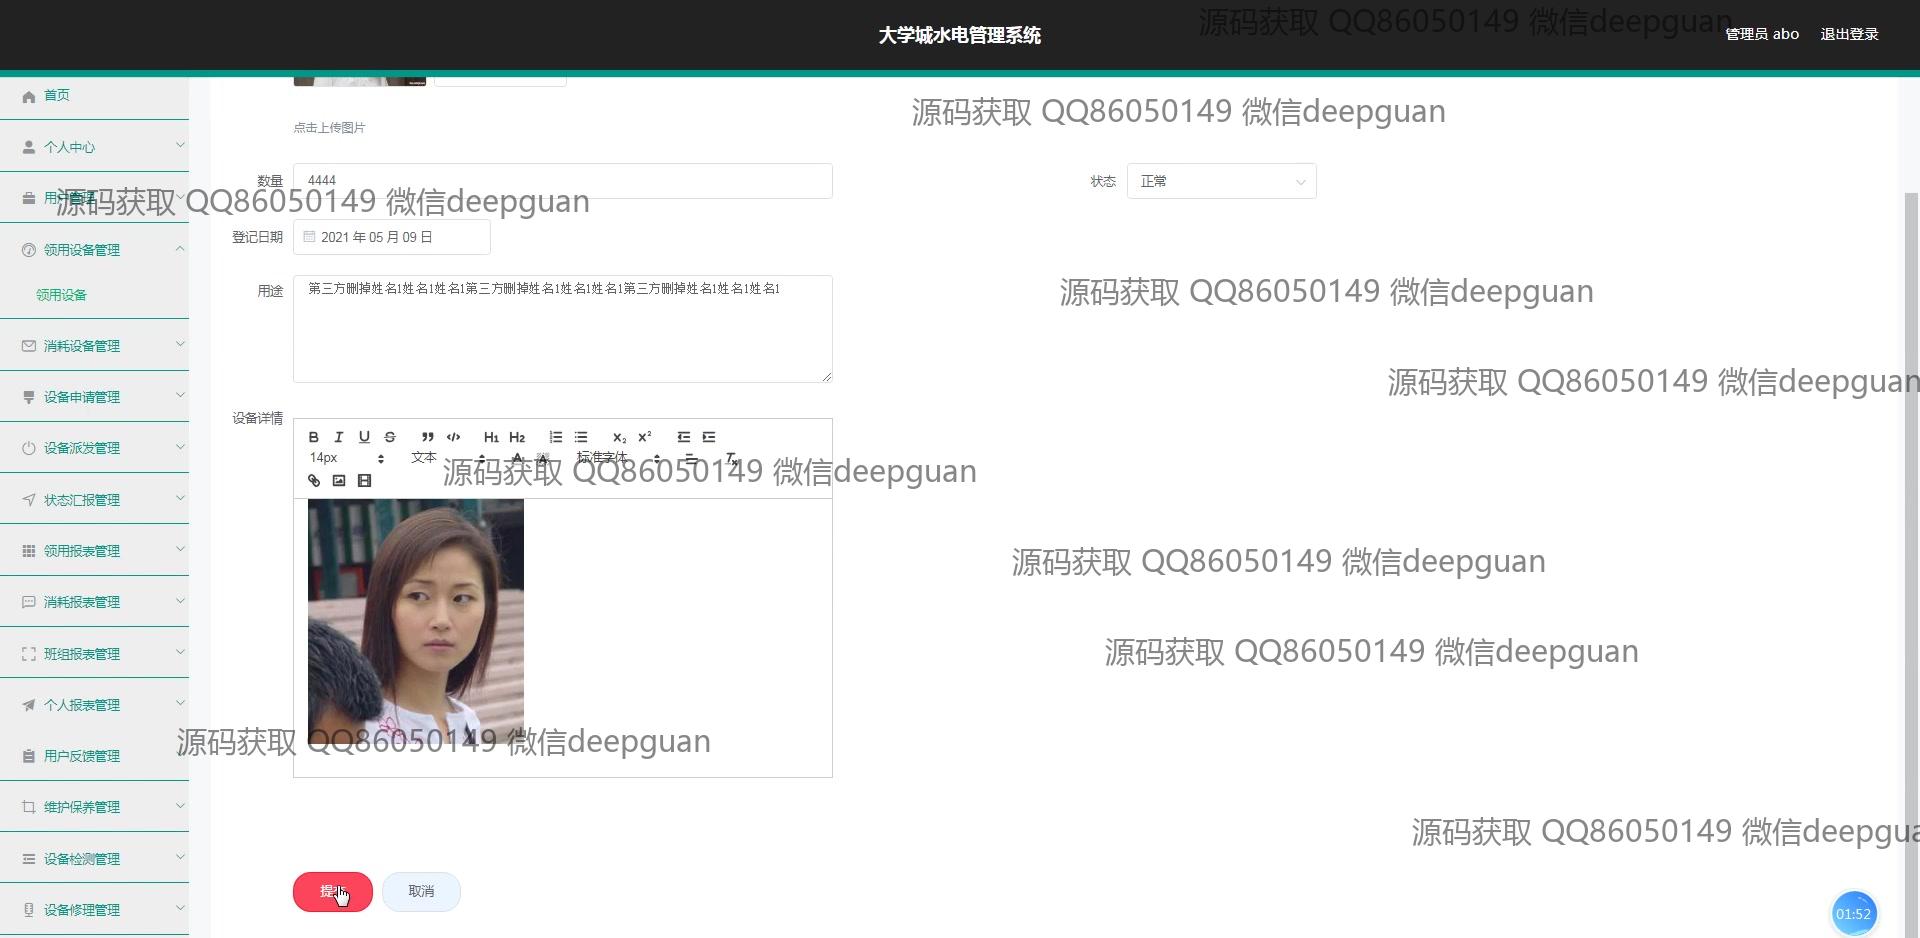 大学城水电管理系统
源码获取 QQ86050149 微信deepguan
管理员 abo
退出登录
首页
个人中心
用户管理
领用设备管理
领用设备
消耗设备管理
设备申请管理
设备派发管理
状态汇报管理
领用报表管理
消耗报表管理
班组报表管理
个人报表管理
用户反馈管理
维护保养管理
设备检测管理
设备修理管理
点击上传图片
源码获取 QQ86050149 微信deepguan
数量
4444
状态
正常
源码获取 QQ86050149 微信deepguan
登记日期
2021 年 05 月 09 日
用途
第三方删掉姓名1姓名1姓名1第三方删掉姓名1姓名1姓名1第三方删掉姓名1姓名1姓名1
源码获取 QQ86050149 微信deepguan
源码获取 QQ86050149 微信deepguan
设备详情
B I U S H1 H2 X2 X2
14px 文本 A 标准字体
源码获取 QQ86050149 微信deepguan
源码获取 QQ86050149 微信deepguan
源码获取 QQ86050149 微信deepguan
源码获取 QQ86050149 微信deepguan
源码获取 QQ86050149 微信deepgua
取消
01:52